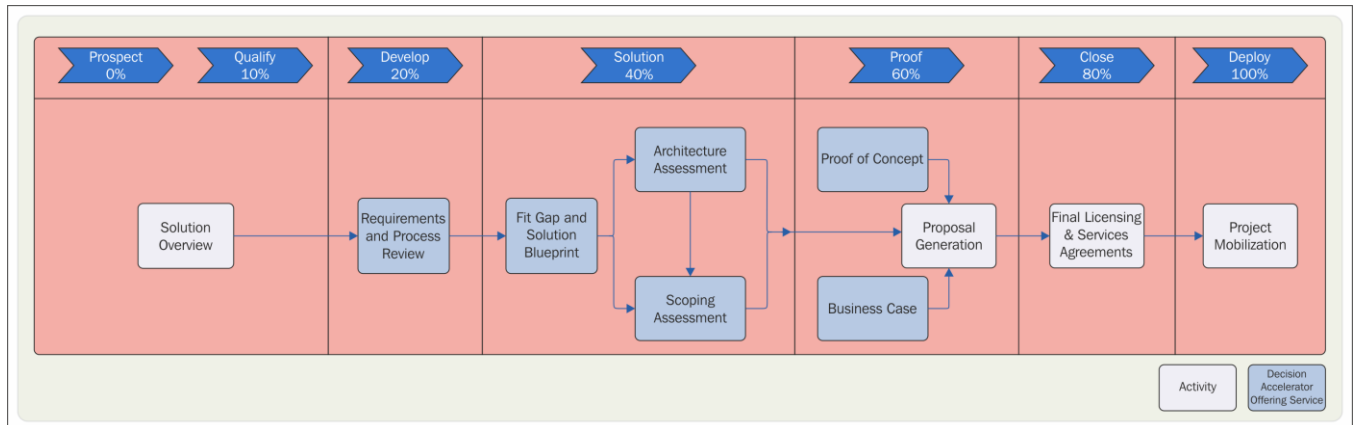 Prospect
0%
Qualify
10%
Develop
20%
Solution
40%
Proof
60%
Close
80%
Deploy
100%
Solution
Overview
Requirements
and Process
Review
Fit Gap and
Solution
Blueprint
Architecture
Assessment
Scoping
Assessment
Proof of Concept
Business Case
Proposal
Generation
Final Licensing
& Services
Agreements
Project
Mobilization
Activity
Decision
Accelerator
Offering Service